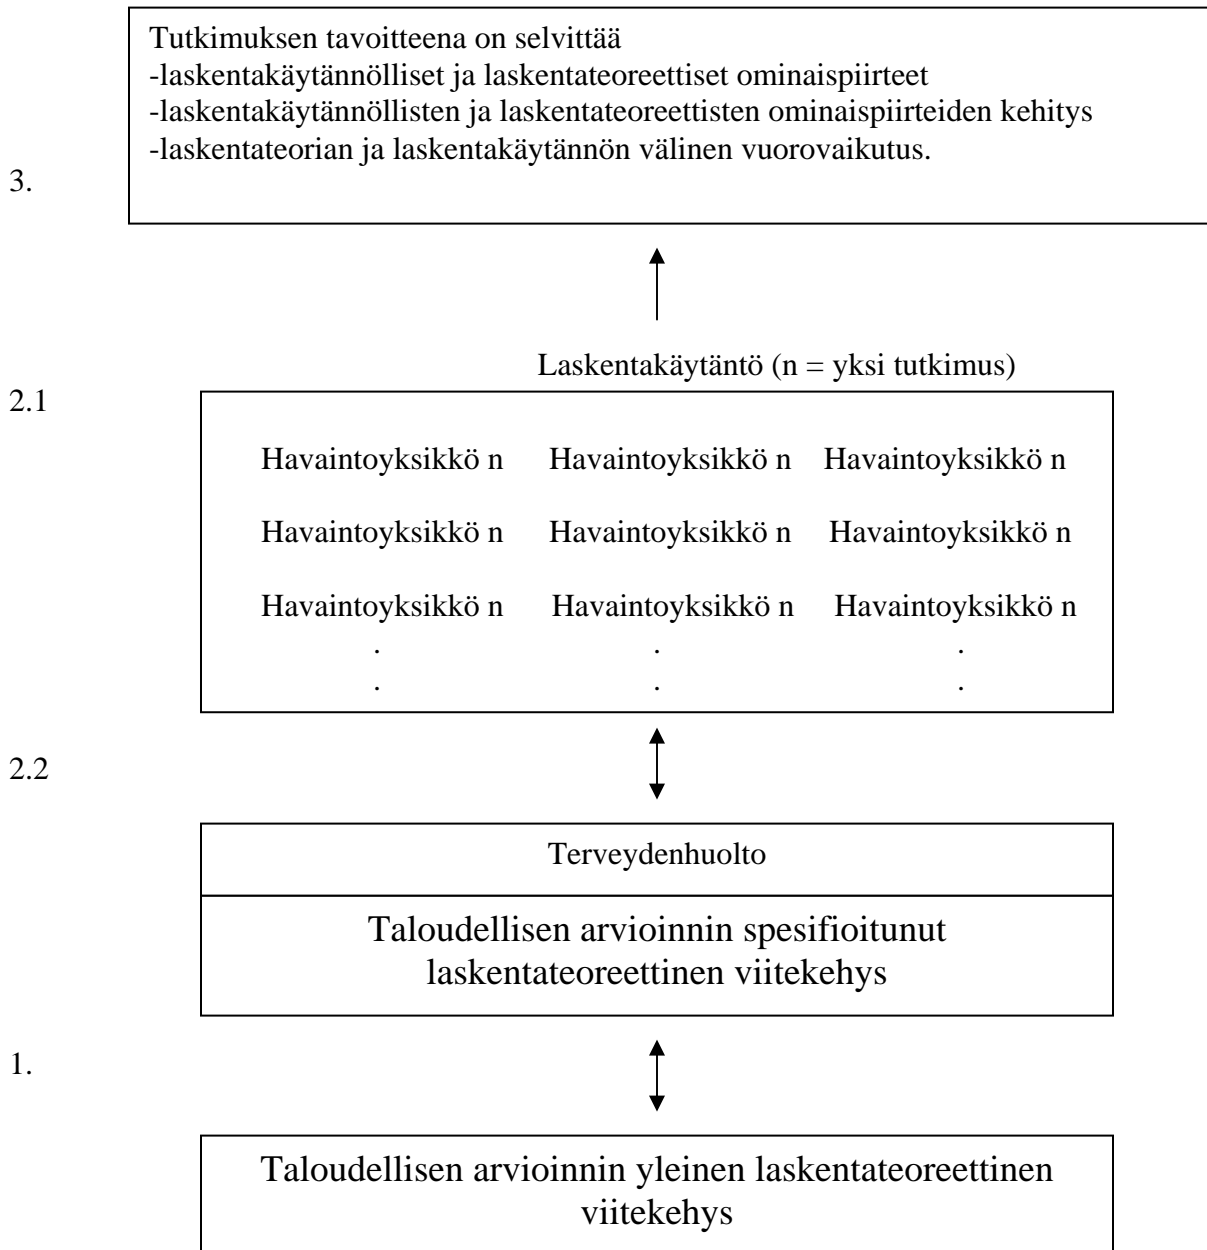 Tutkimuksen tavoitteena on selvittää
-laskentakäytännölliset ja laskentateoreettiset ominaispiirteet
-laskentakäytännöllisten ja laskentateoreettisten ominaispiirteiden kehitys
-laskentateorian ja laskentakäytännön välinen vuorovaikutus.
3.
Laskentakäytäntö (n = yksi tutkimus)
2.1
Havaintoyksikkö n Havaintoyksikkö n Havaintoyksikkö n
Havaintoyksikkö n Havaintoyksikkö n Havaintoyksikkö n
Havaintoyksikkö n Havaintoyksikkö n Havaintoyksikkö n
. . .
. . .
2.2
Terveydenhuolto
Taloudellisen arvioinnin spesifioitunut
laskentateoreettinen viitekehys
1.
Taloudellisen arvioinnin yleinen laskentateoreettinen
viitekehys